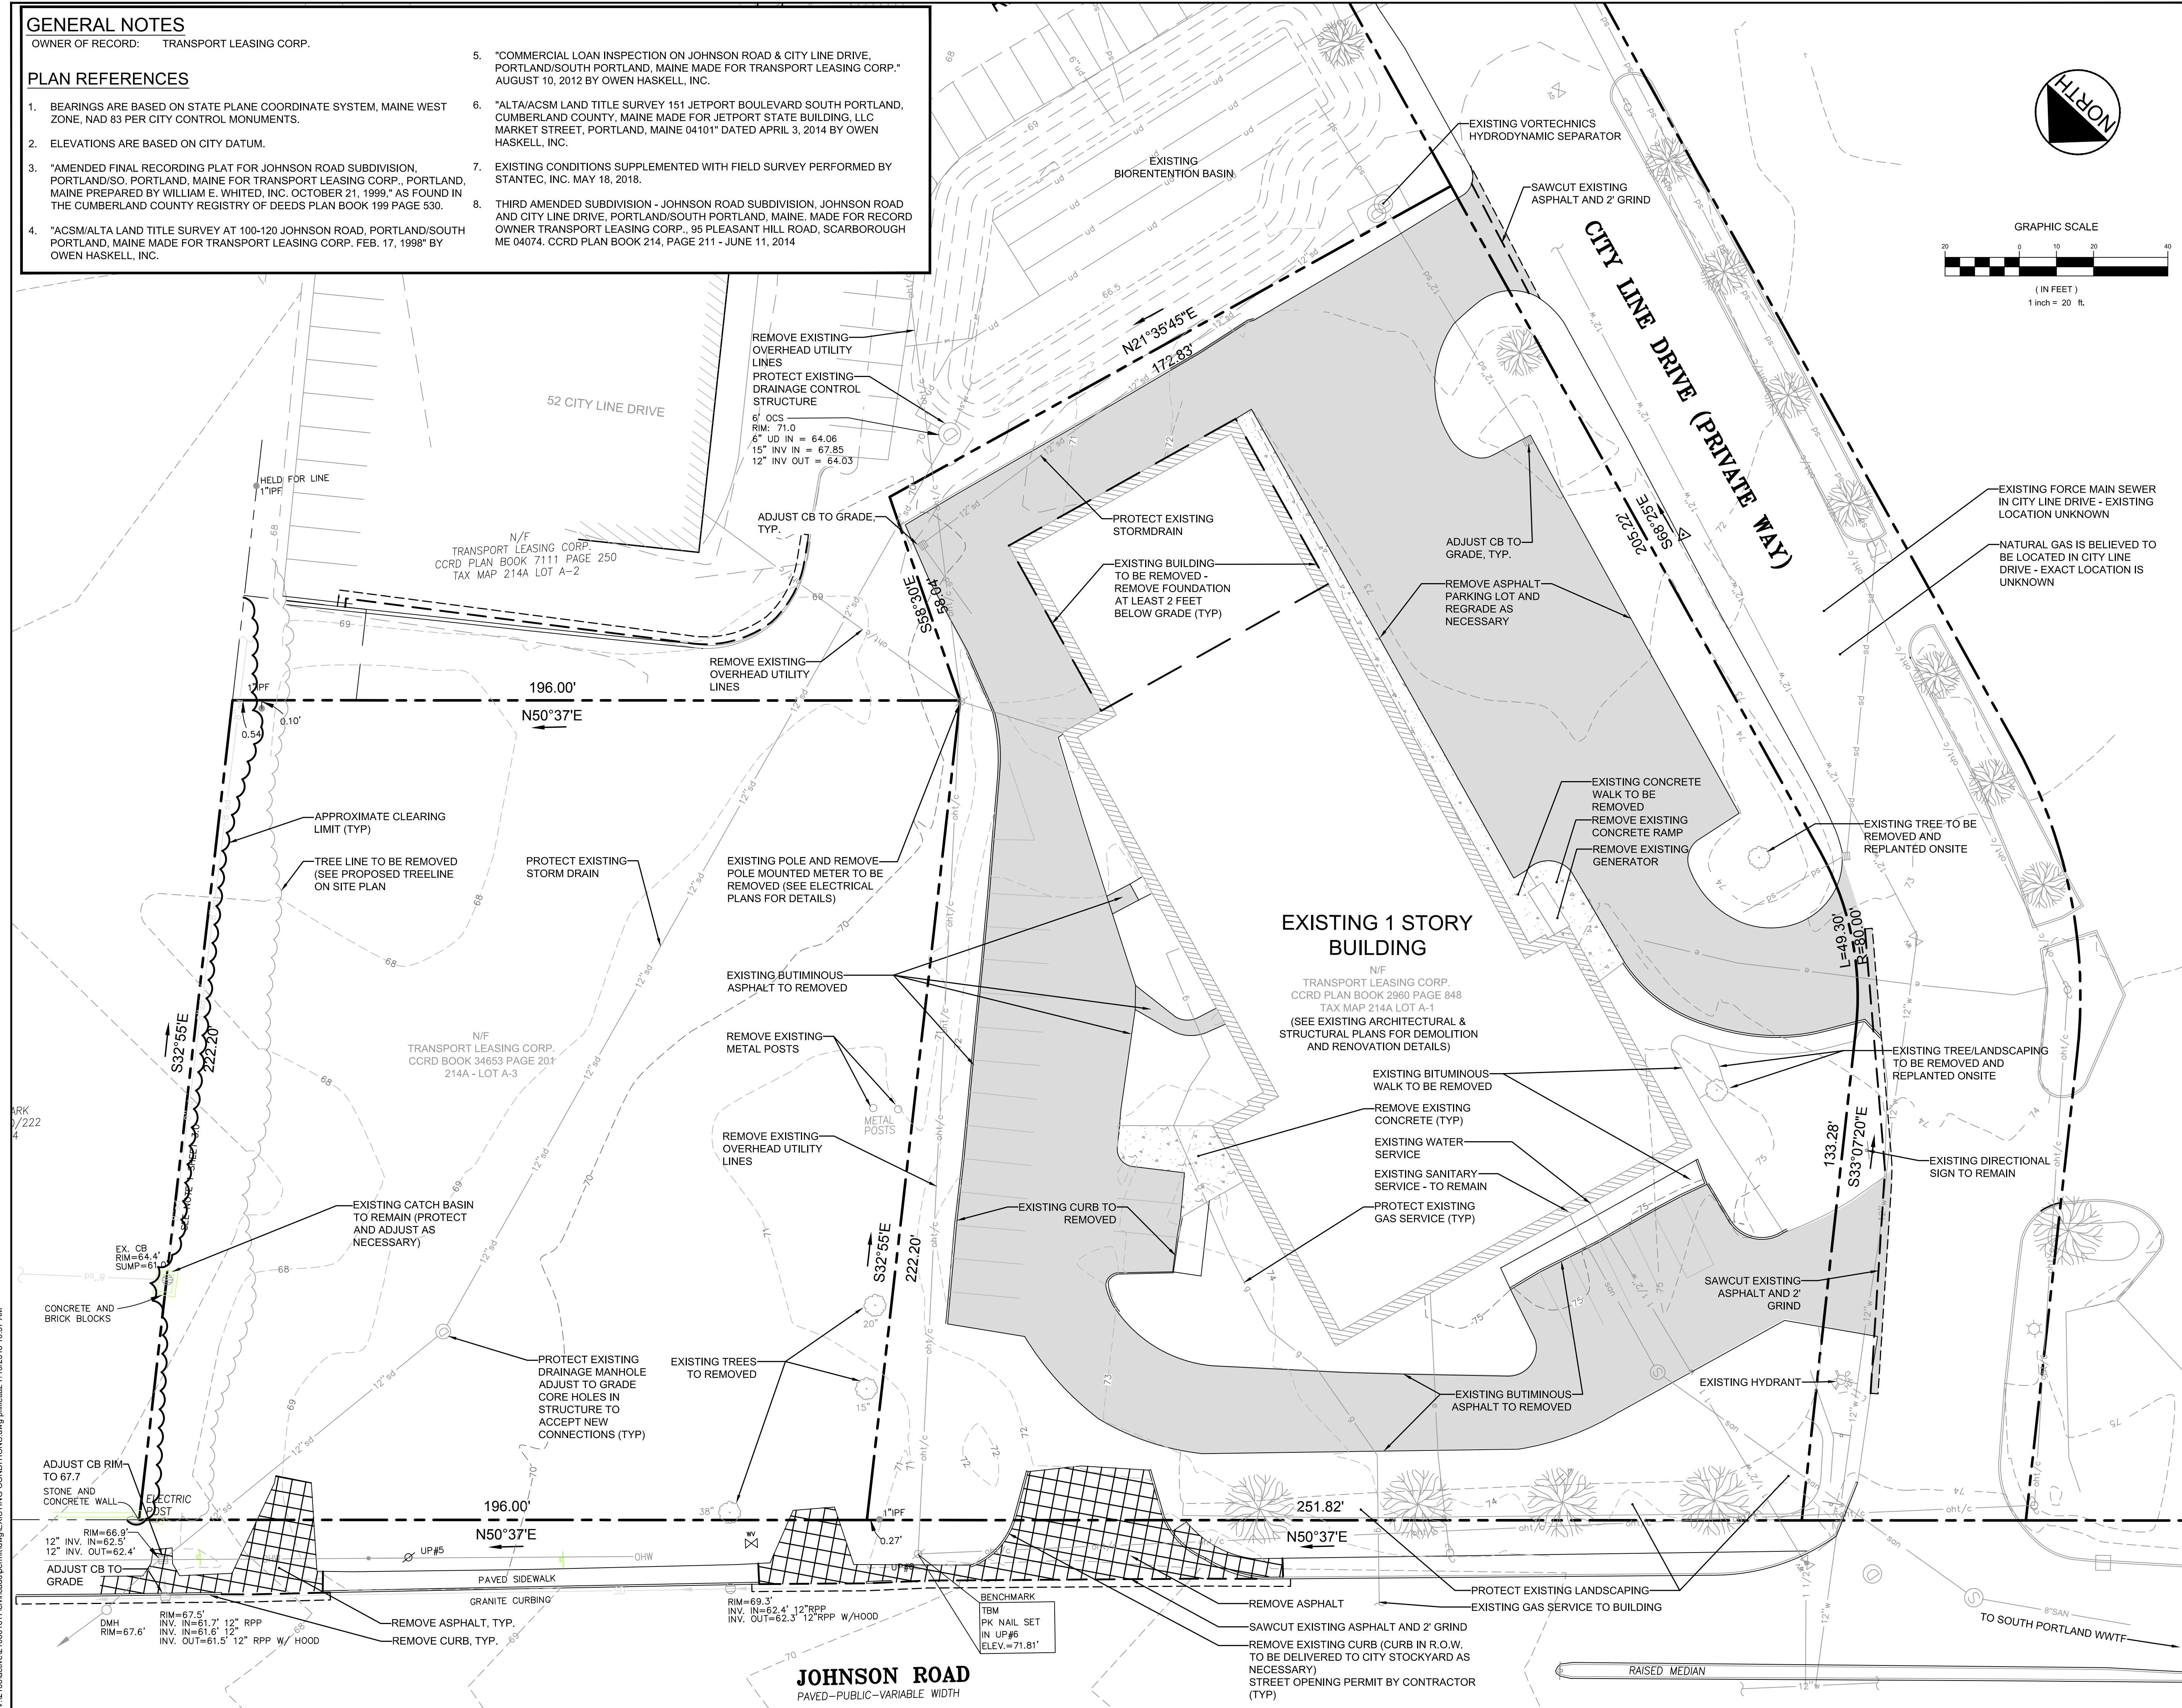 GENERAL NOTES
OWNER OF RECORD: TRANSPORT LEASING CORP.
PLAN REFERENCES
1. BEARINGS ARE BASED ON STATE PLANE COORDINATE SYSTEM, MAINE WEST
ZONE, NAD 83 PER CITY CONTROL MONUMENTS.
2. ELEVATIONS ARE BASED ON CITY DATUM.
3. "AMENDED FINAL RECORDING PLAT FOR JOHNSON ROAD SUBDIVISION,
PORTLAND/SO. PORTLAND, MAINE FOR TRANSPORT LEASING CORP., PORTLAND,
MAINE PREPARED BY WILLIAM E. WHITED, INC. OCTOBER 21, 1999," AS FOUND IN
THE CUMBERLAND COUNTY REGISTRY OF DEEDS PLAN BOOK 199 PAGE 530.
4. "ACSM/ALTA LAND TITLE SURVEY AT 100-120 JOHNSON ROAD, PORTLAND/SOUTH
PORTLAND, MAINE MADE FOR TRANSPORT LEASING CORP. FEB. 17, 1998" BY
OWEN HASKELL, INC.
5. "COMMERCIAL LOAN INSPECTION ON JOHNSON ROAD & CITY LINE DRIVE,
PORTLAND/SOUTH PORTLAND, MAINE MADE FOR TRANSPORT LEASING CORP."
AUGUST 10, 2012 BY OWEN HASKELL, INC.
6. "ALTA/ACSM LAND TITLE SURVEY 151 JETPORT BOULEVARD SOUTH PORTLAND,
CUMBERLAND COUNTY, MAINE MADE FOR JETPORT STATE BUILDING, LLC
MARKET STREET, PORTLAND, MAINE 04101" DATED APRIL 3, 2014 BY OWEN
HASKELL, INC.
7. EXISTING CONDITIONS SUPPLEMENTED WITH FIELD SURVEY PERFORMED BY
STANTEC, INC. MAY 18, 2018.
8. THIRD AMENDED SUBDIVISION - JOHNSON ROAD SUBDIVISION, JOHNSON ROAD
AND CITY LINE DRIVE, PORTLAND/SOUTH PORTLAND, MAINE. MADE FOR RECORD
OWNER TRANSPORT LEASING CORP., 95 PLEASANT HILL ROAD, SCARBOROUGH
ME 04074. CCRD PLAN BOOK 214, PAGE 211 - JUNE 11, 2014
NORTH
GRAPHIC SCALE
20 0 10 20 40
( IN FEET )
1 inch = 20 ft.
EXISTING VORTECHNICS
HYDRODYNAMIC SEPARATOR
EXISTING
BIORENTENTION BASIN
SAWCUT EXISTING
ASPHALT AND 2' GRIND
CITY LINE DRIVE (PRIVATE WAY)
N21°35'45"E
172.83'
REMOVE EXISTING
OVERHEAD UTILITY
LINES
PROTECT EXISTING
DRAINAGE CONTROL
STRUCTURE
6' OCS
RIM: 71.0
6" UD IN = 64.06
15" INV IN = 67.85
12" INV OUT = 64.03
52 CITY LINE DRIVE
HELD FOR LINE
1"IPF
N/F
TRANSPORT LEASING CORP.
CCRD PLAN BOOK 7111 PAGE 250
TAX MAP 214A LOT A-2
ADJUST CB TO GRADE,
TYP.
PROTECT EXISTING
STORMDRAIN
EXISTING BUILDING
TO BE REMOVED -
REMOVE FOUNDATION
AT LEAST 2 FEET
BELOW GRADE (TYP)
ADJUST CB TO
GRADE, TYP.
REMOVE ASPHALT
PARKING LOT AND
REGRADE AS
NECESSARY
205.22'
S68°25'E
EXISTING FORCE MAIN SEWER
IN CITY LINE DRIVE - EXISTING
LOCATION UNKNOWN
NATURAL GAS IS BELIEVED TO
BE LOCATED IN CITY LINE
DRIVE - EXACT LOCATION IS
UNKNOWN
S58°30'E
58.04'
REMOVE EXISTING
OVERHEAD UTILITY
LINES
1"IPF
0.10'
0.54'
196.00'
N50°37'E
APPROXIMATE CLEARING
LIMIT (TYP)
TREE LINE TO BE REMOVED
(SEE PROPOSED TREELINE
ON SITE PLAN
PROTECT EXISTING
STORM DRAIN
EXISTING POLE AND REMOVE
POLE MOUNTED METER TO BE
REMOVED (SEE ELECTRICAL
PLANS FOR DETAILS)
EXISTING CONCRETE
WALK TO BE
REMOVED
REMOVE EXISTING
CONCRETE RAMP
REMOVE EXISTING
GENERATOR
EXISTING TREE TO BE
REMOVED AND
REPLANTED ONSITE
L=49.30'
R=80.00'
EXISTING 1 STORY
BUILDING
N/F
TRANSPORT LEASING CORP.
CCRD PLAN BOOK 2960 PAGE 848
TAX MAP 214A LOT A-1
(SEE EXISTING ARCHITECTURAL &
STRUCTURAL PLANS FOR DEMOLITION
AND RENOVATION DETAILS)
EXISTING BUTIMINOUS
ASPHALT TO REMOVED
S32°55'E
222.20'
N/F
TRANSPORT LEASING CORP.
CCRD BOOK 34653 PAGE 201
214A - LOT A-3
REMOVE EXISTING
METAL POSTS
METAL
POSTS
EXISTING BITUMINOUS
WALK TO BE REMOVED
REMOVE EXISTING
CONCRETE (TYP)
EXISTING WATER
SERVICE
EXISTING SANITARY
SERVICE - TO REMAIN
PROTECT EXISTING
GAS SERVICE (TYP)
EXISTING TREE/LANDSCAPING
TO BE REMOVED AND
REPLANTED ONSITE
EXISTING DIRECTIONAL
SIGN TO REMAIN
133.28'
S33°07'20"E
REMOVE EXISTING
OVERHEAD UTILITY
LINES
EXISTING CURB TO
REMOVED
EXISTING CATCH BASIN
TO REMAIN (PROTECT
AND ADJUST AS
NECESSARY)
EX. CB
RIM=64.4'
SUMP=61.0'
CONCRETE AND
BRICK BLOCKS
S32°55'E
222.20'
20"
15"
EXISTING TREES
TO REMOVED
PROTECT EXISTING
DRAINAGE MANHOLE
ADJUST TO GRADE
CORE HOLES IN
STRUCTURE TO
ACCEPT NEW
CONNECTIONS (TYP)
SAWCUT EXISTING
ASPHALT AND 2'
GRIND
EXISTING HYDRANT
EXISTING BUTIMINOUS
ASPHALT TO REMOVED
ADJUST CB RIM
TO 67.7
STONE AND
CONCRETE WALL
ELECTRIC
POST
RIM=66.9'
12" INV. IN=62.5'
12" INV. OUT=62.4'
ADJUST CB TO
GRADE
196.00'
N50°37'E
38"
1"IPF
0.27'
251.82'
N50°37'E
WV
UP#5
OHW
UP#6
PAVED SIDEWALK
GRANITE CURBING
DMH
RIM=67.6'
RIM=67.5'
INV. IN=61.7' 12" RPP
INV. IN=61.6' 12"
INV. OUT=61.5' 12" RPP W/ HOOD
REMOVE ASPHALT, TYP.
REMOVE CURB, TYP.
RIM=69.3'
INV. IN=62.4' 12"RPP
INV. OUT=62.3' 12"RPP W/HOOD
BENCHMARK
TBM
PK NAIL SET
IN UP#6
ELEV.=71.81'
PROTECT EXISTING LANDSCAPING
EXISTING GAS SERVICE TO BUILDING
REMOVE ASPHALT
SAWCUT EXISTING ASPHALT AND 2' GRIND
REMOVE EXISTING CURB (CURB IN R.O.W.
TO BE DELIVERED TO CITY STOCKYARD AS
NECESSARY)
STREET OPENING PERMIT BY CONTRACTOR
(TYP)
8"SAN
TO SOUTH PORTLAND WWTF
RAISED MEDIAN
JOHNSON ROAD
PAVED-PUBLIC-VARIABLE WIDTH